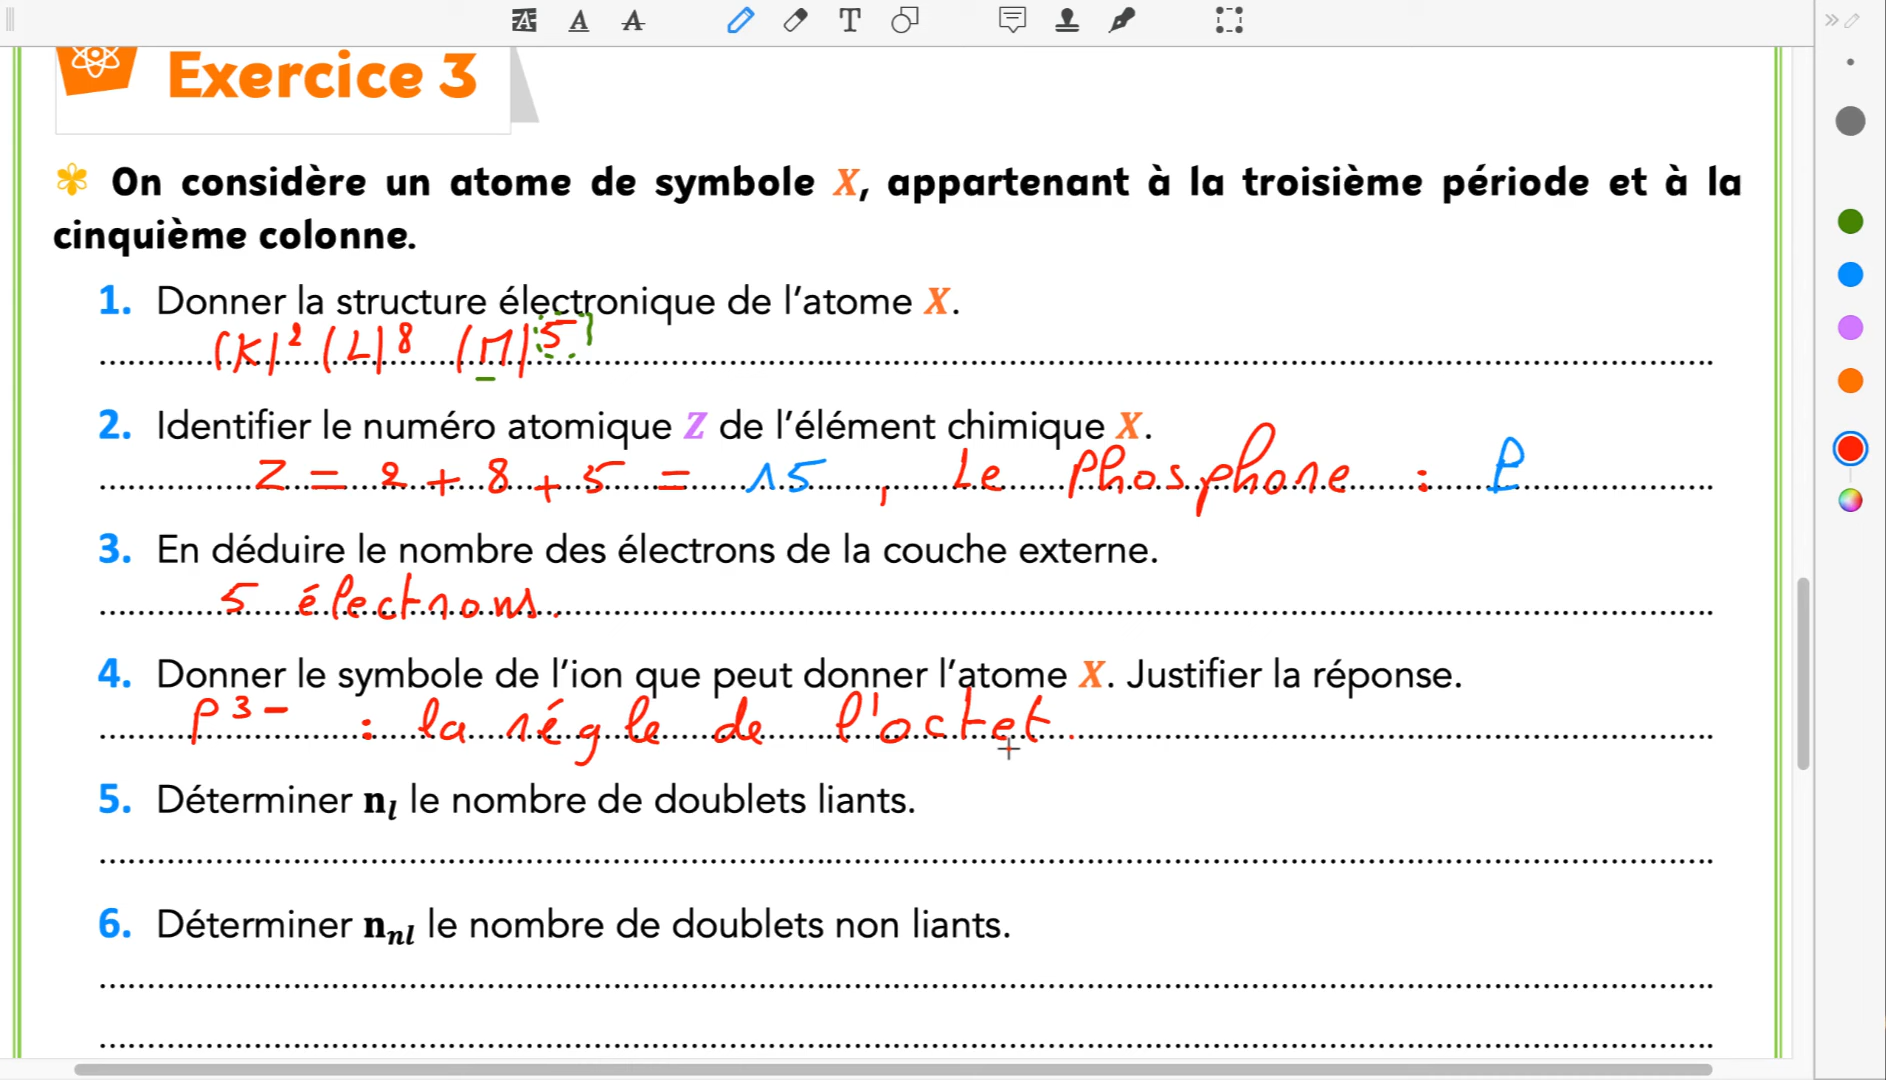 Exercice 3
On considère un atome de symbole X, appartenant à la troisième période et à la
cinquième colonne.
1. Donner la structure électronique de l'atome X.
(K)² (L)⁸ (M)⁵
2. Identifier le numéro atomique Z de l'élément chimique X.
Z = 2 + 8 + 5 = 15 , Le Phosphore : P
3. En déduire le nombre des électrons de la couche externe.
5 électrons.
4. Donner le symbole de l'ion que peut donner l'atome X. Justifier la réponse.
P³⁻ : la régle de l'octet.
5. Déterminer nₗ le nombre de doublets liants.
6. Déterminer nₙₗ le nombre de doublets non liants.